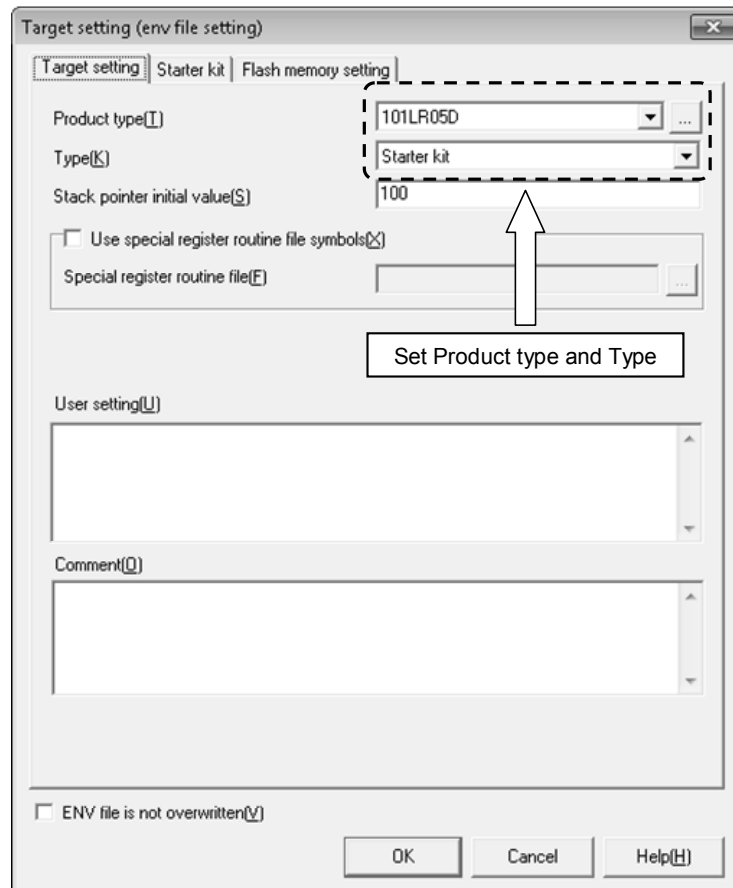 Target setting (env file setting)
Target setting Starter kit Flash memory setting
Product type(T) 101LR05D ...
Type(K) Starter kit
Stack pointer initial value(S) 100
Use special register routine file symbols(X)
Special register routine file(F) ...
Set Product type and Type
User setting(U)
Comment(O)
ENV file is not overwritten(V)
OK Cancel Help(H)